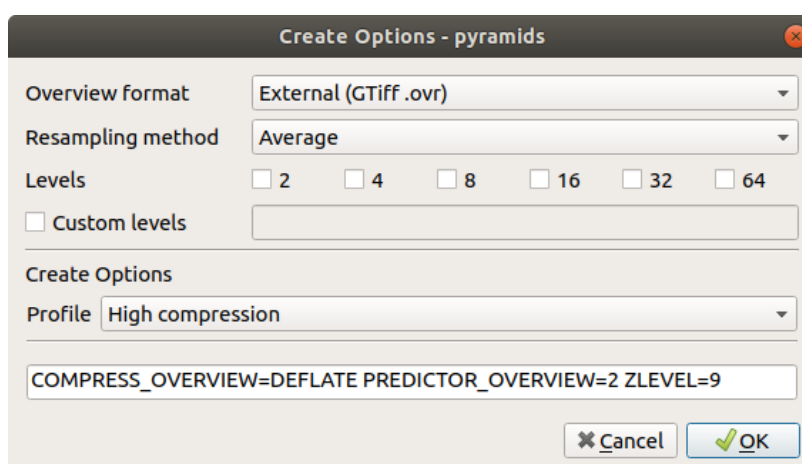 Create Options - pyramids
Overview format External (GTiff .ovr)
Resampling method Average
Levels 2 4 8 16 32 64
Custom levels
Create Options
Profile High compression
COMPRESS_OVERVIEW=DEFLATE PREDICTOR_OVERVIEW=2 ZLEVEL=9
Cancel OK